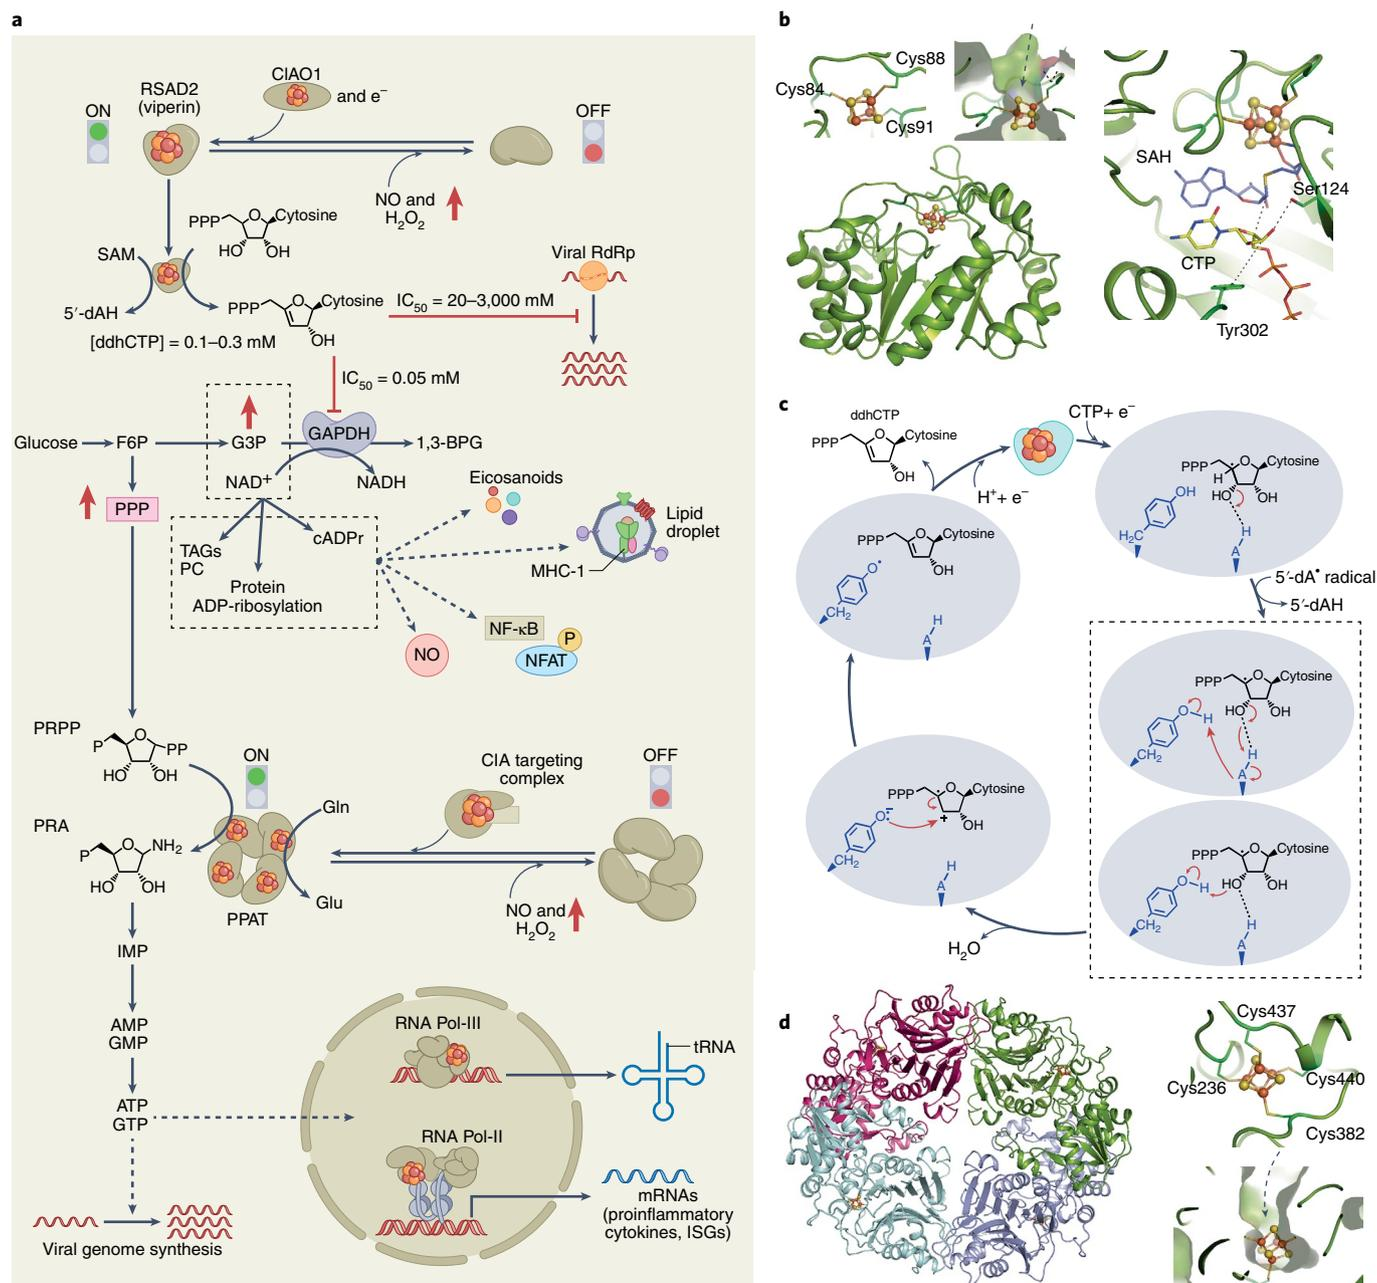 a
RSAD2
(viperin)
CIAO1
and e⁻
ON
OFF
NO and
H₂O₂
PPP
Cytosine
HO OH
SAM
5′-dAH
PPP
Cytosine
OH
[ddhCTP] = 0.1–0.3 mM
IC₅₀ = 20–3,000 mM
Viral RdRp
IC₅₀ = 0.05 mM
Glucose
F6P
G3P
GAPDH
1,3-BPG
NAD⁺
NADH
PPP
TAGs
PC
cADPr
Protein
ADP-ribosylation
Eicosanoids
Lipid
droplet
MHC-1
NF-κB
P
NFAT
NO
PRPP
P
O
PP
HO OH
ON
CIA targeting
complex
OFF
Gln
PRA
P
O
NH₂
HO OH
Glu
PPAT
NO and
H₂O₂
IMP
AMP
GMP
ATP
GTP
RNA Pol-III
tRNA
RNA Pol-II
mRNAs
(proinflammatory
cytokines, ISGs)
Viral genome synthesis
b
Cys88
Cys84
Cys91
SAH
Ser124
CTP
Tyr302
c
ddhCTP
PPP
O
Cytosine
OH
H⁺+ e⁻
CTP+ e⁻
PPP
O
Cytosine
H
HO OH
OH
H₂C
H
A
5′-dA• radical
5′-dAH
PPP
O
Cytosine
OH
O•
CH₂
H
A
PPP
O
Cytosine
HO OH
O
H
CH₂
H
A
PPP
O
Cytosine
OH
O
CH₂
H
A
PPP
O
Cytosine
HO OH
O
H
CH₂
H
A
H₂O
d
Cys437
Cys236
Cys440
Cys382